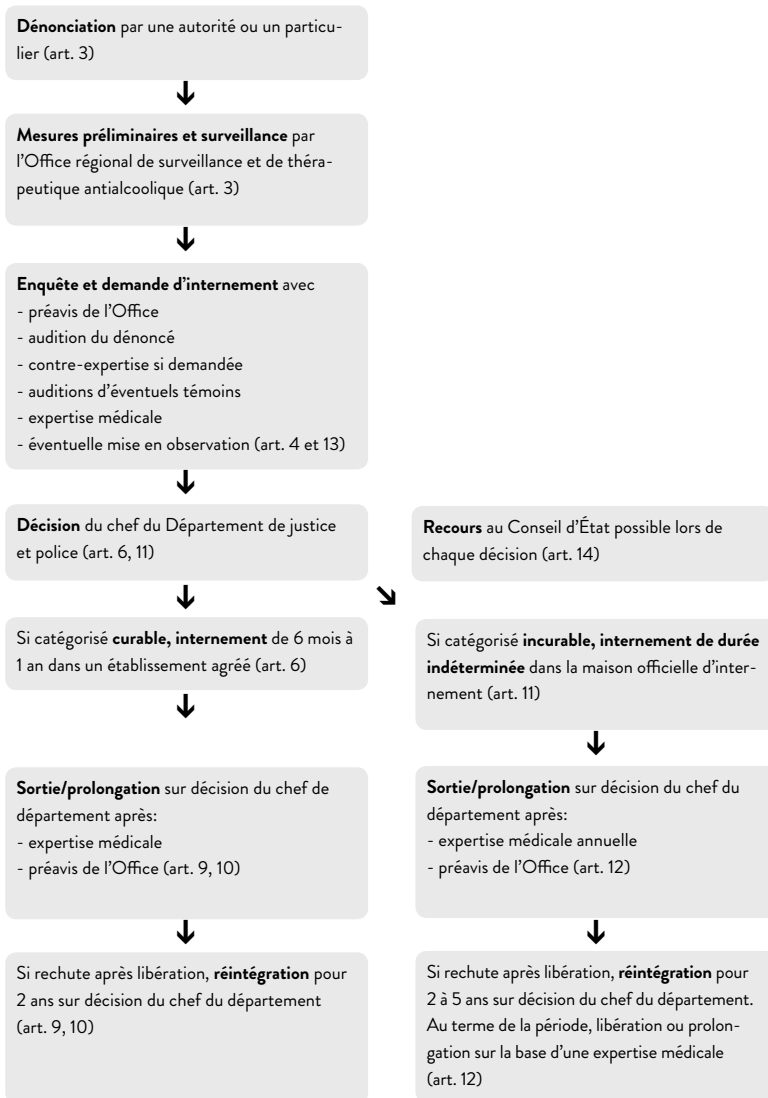 Dénonciation par une autorité ou un particu-
lier (art. 3)
Mesures préliminaires et surveillance par
l'Office régional de surveillance et de théra-
peutique antialcoolique (art. 3)
Enquête et demande d'internement avec
- préavis de l'Office
- audition du dénoncé
- contre-expertise si demandée
- auditions d'éventuels témoins
- expertise médicale
- éventuelle mise en observation (art. 4 et 13)
Décision du chef du Département de justice
et police (art. 6, 11)
Recours au Conseil d'État possible lors de
chaque décision (art. 14)
Si catégorisé curable, internement de 6 mois à
1 an dans un établissement agréé (art. 6)
Si catégorisé incurable, internement de durée
indéterminée dans la maison officielle d'inter-
nement (art. 11)
Sortie/prolongation sur décision du chef de
département après:
- expertise médicale
- préavis de l'Office (art. 9, 10)
Sortie/prolongation sur décision du chef du
département après:
- expertise médicale annuelle
- préavis de l'Office (art. 12)
Si rechute après libération, réintégration pour
2 ans sur décision du chef du département
(art. 9, 10)
Si rechute après libération, réintégration pour
2 à 5 ans sur décision du chef du département.
Au terme de la période, libération ou prolon-
gation sur la base d'une expertise médicale
(art. 12)